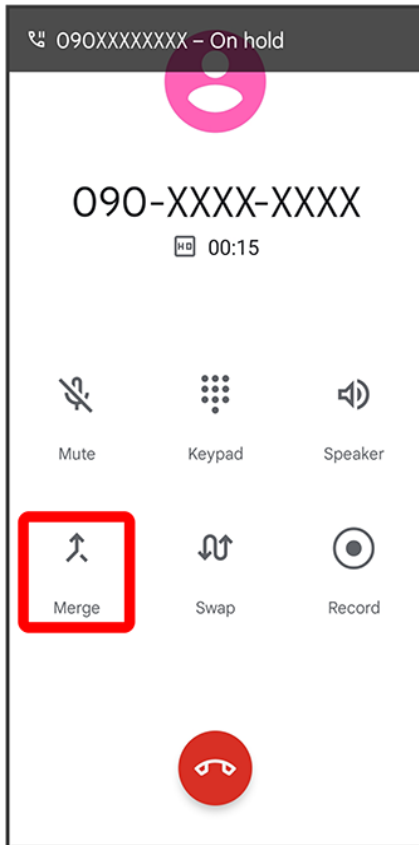 090XXXXXXXX – On hold
090-XXXX-XXXX
HD 00:15
Mute Keypad Speaker
Merge Swap Record